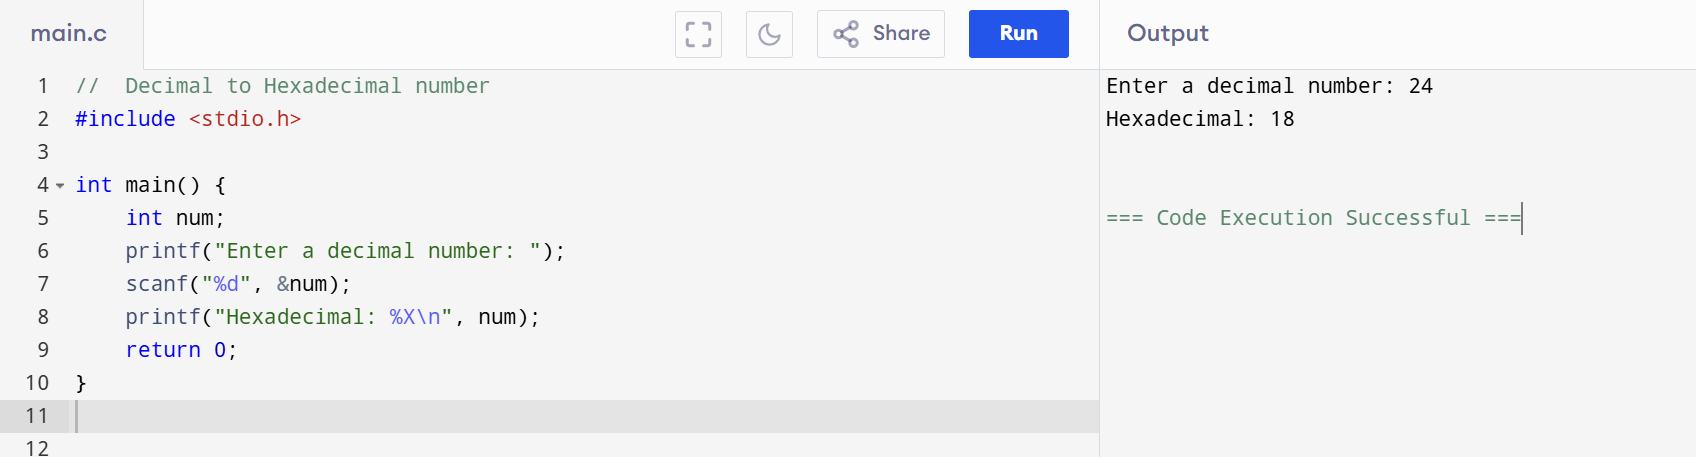 main.c
Share
Run
Output
1 //  Decimal to Hexadecimal number
2 #include <stdio.h>
3
4 int main() {
5     int num;
6     printf("Enter a decimal number: ");
7     scanf("%d", &num);
8     printf("Hexadecimal: %X\n", num);
9     return 0;
10 }
11
12
Enter a decimal number: 24
Hexadecimal: 18
=== Code Execution Successful ===